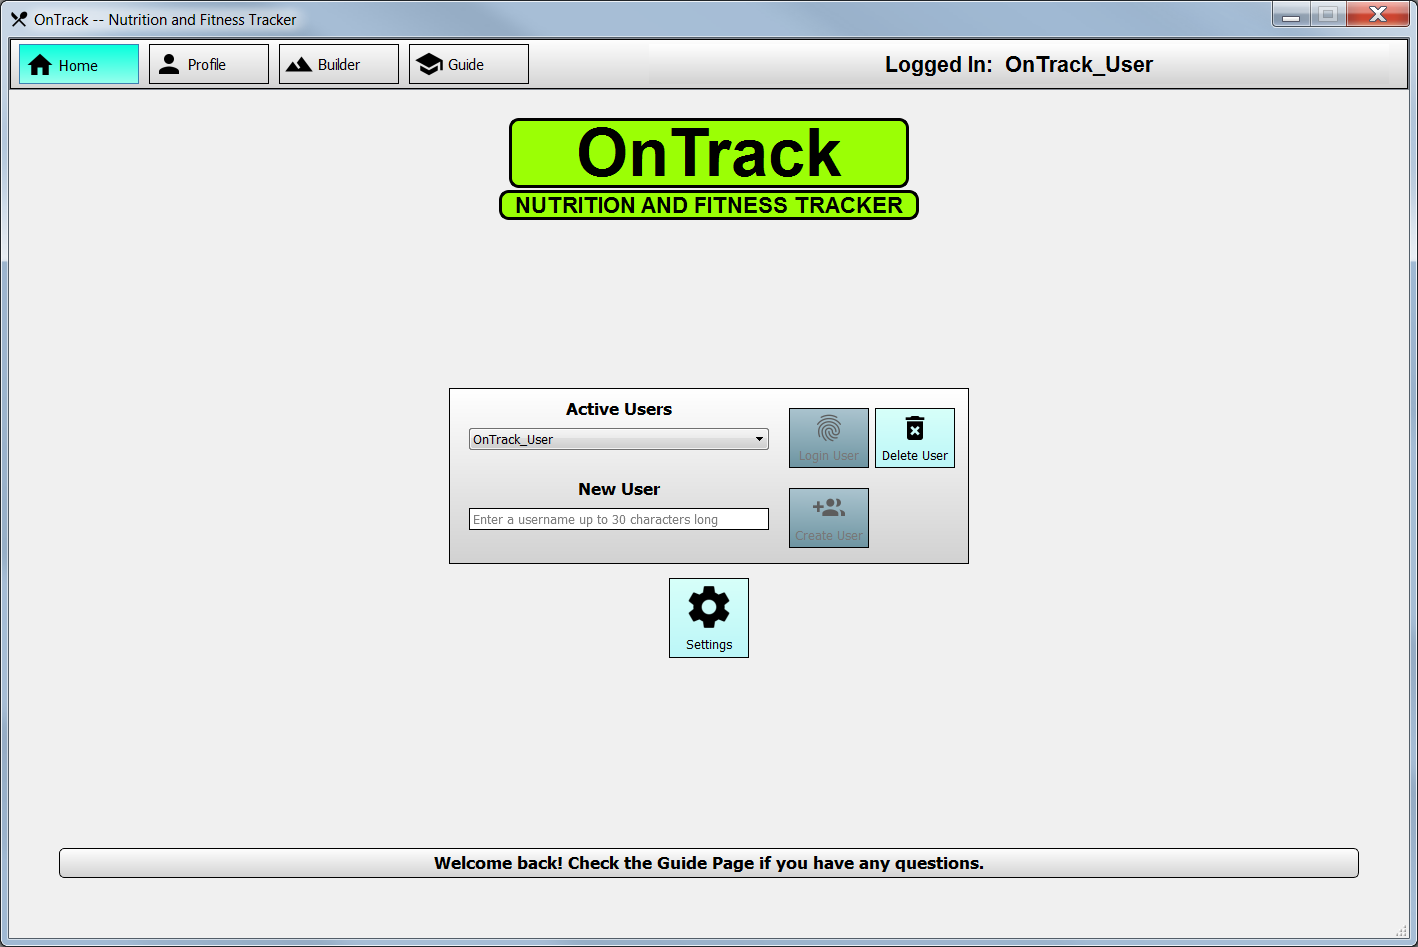 OnTrack -- Nutrition and Fitness Tracker
Home Profile Builder Guide Logged In: OnTrack_User
OnTrack
NUTRITION AND FITNESS TRACKER
Active Users
OnTrack_User
Login User Delete User
New User
Enter a username up to 30 characters long
Create User
Settings
Welcome back! Check the Guide Page if you have any questions.